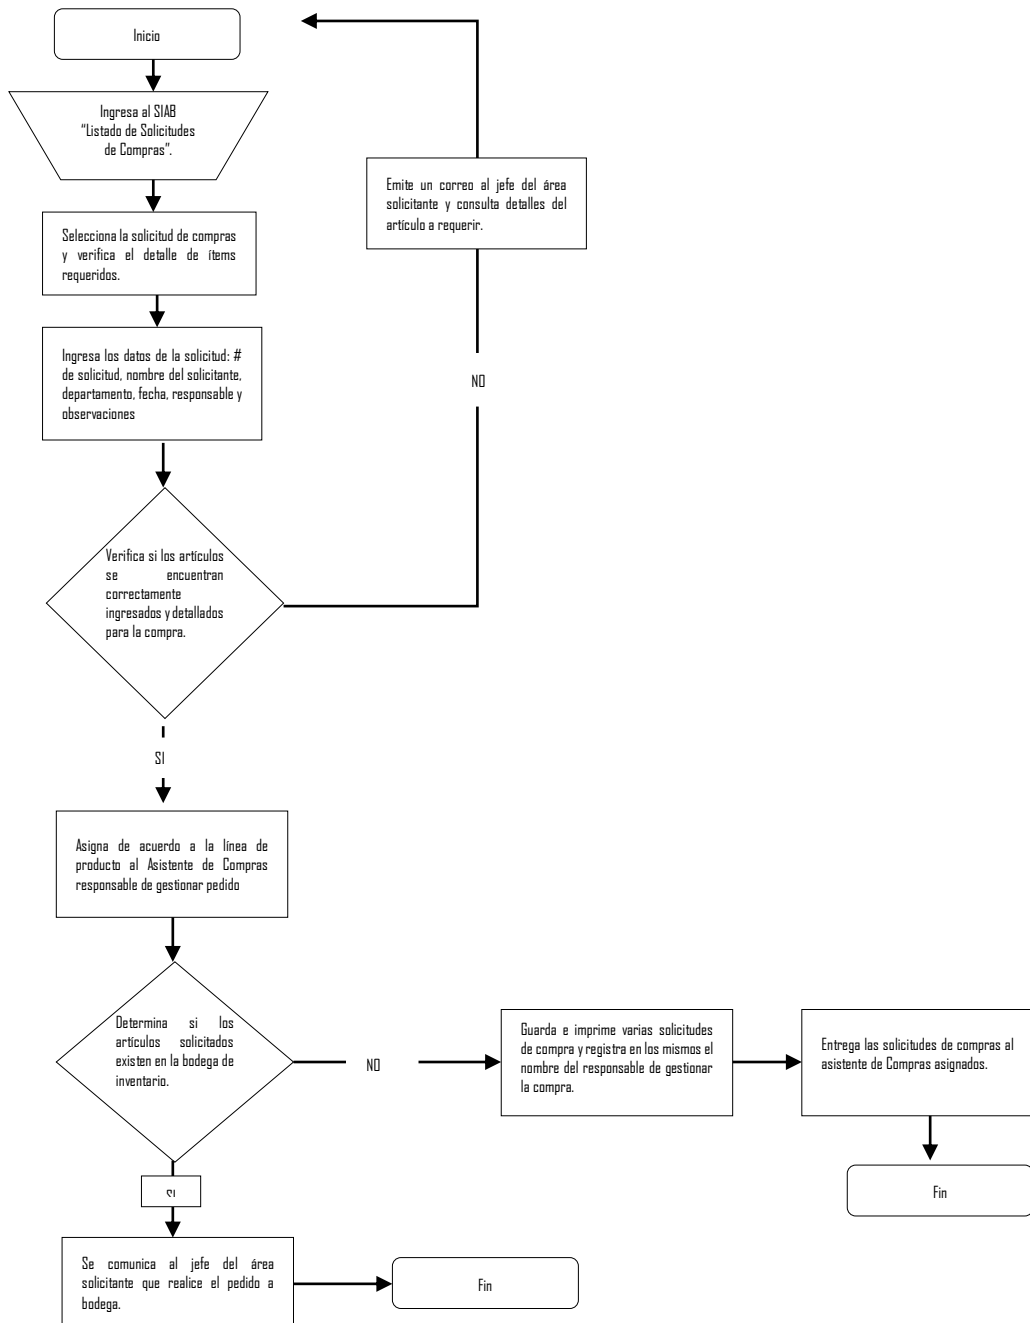 Inicio
Ingresa al SIAB
"Listado de Solicitudes
de Compras".
Emite un correo al jefe del área
solicitante y consulta detalles del
artículo a requerir.
Selecciona la solicitud de compras
y verifica el detalle de ítems
requeridos.
Ingresa los datos de la solicitud: #
de solicitud, nombre del solicitante,
departamento, fecha, responsable y
observaciones
NO
Verifica si los artículos
se encuentran
correctamente
ingresados y detallados
para la compra.
SI
Asigna de acuerdo a la línea de
producto al Asistente de Compras
responsable de gestionar pedido
Determina si los
artículos solicitados
existen en la bodega de
inventario.
NO
Guarda e imprime varias solicitudes
de compra y registra en los mismos el
nombre del responsable de gestionar
la compra.
Entrega las solicitudes de compras al
asistente de Compras asignados.
Fin
SI
Se comunica al jefe del área
solicitante que realice el pedido a
bodega.
Fin